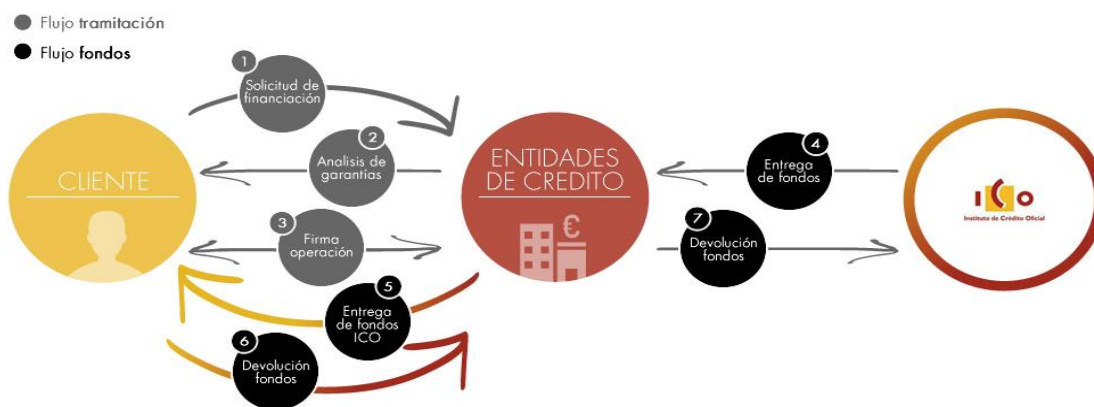 Flujo tramitación
Flujo fondos
1
Solicitud de
financiación
2
Analisis de
garantías
3
Firma
operación
CLIENTE
ENTIDADES
DE CREDITO
€
4
Entrega
de fondos
7
Devolución
fondos
ICO
Instituto de Crédito Oficial
5
Entrega
de fondos
ICO
6
Devolución
fondos